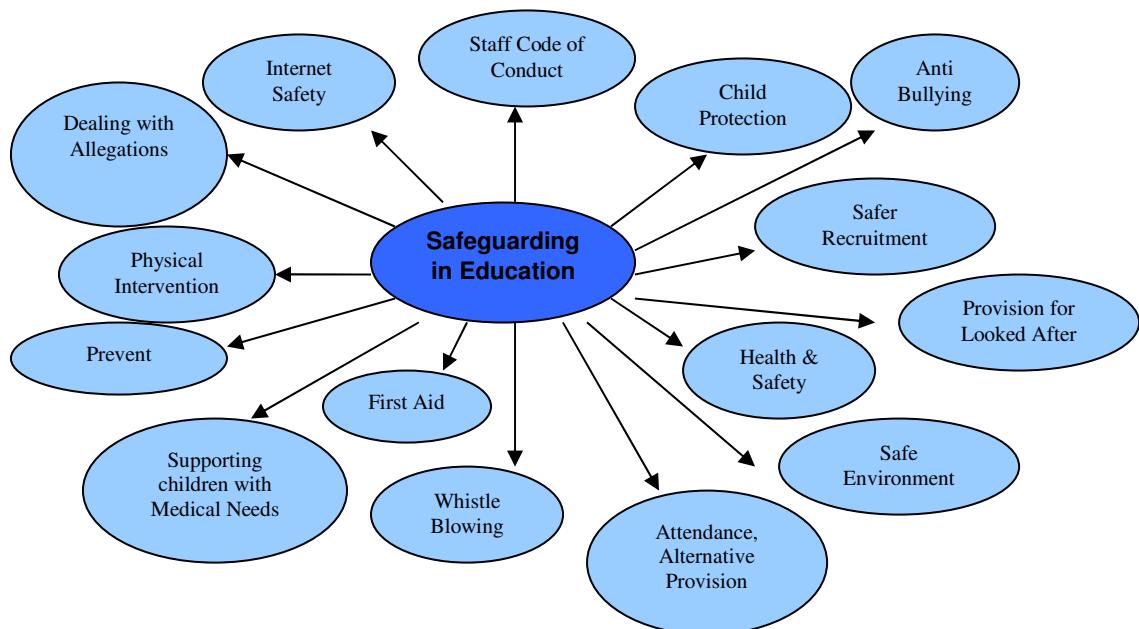 Staff Code of
Conduct
Internet
Safety
Anti
Bullying
Child
Protection
Dealing with
Allegations
Safer
Recruitment
Safeguarding
in Education
Physical
Intervention
Provision for
Looked After
Prevent
Health &
Safety
First Aid
Safe
Environment
Supporting
children with
Medical Needs
Whistle
Blowing
Attendance,
Alternative
Provision